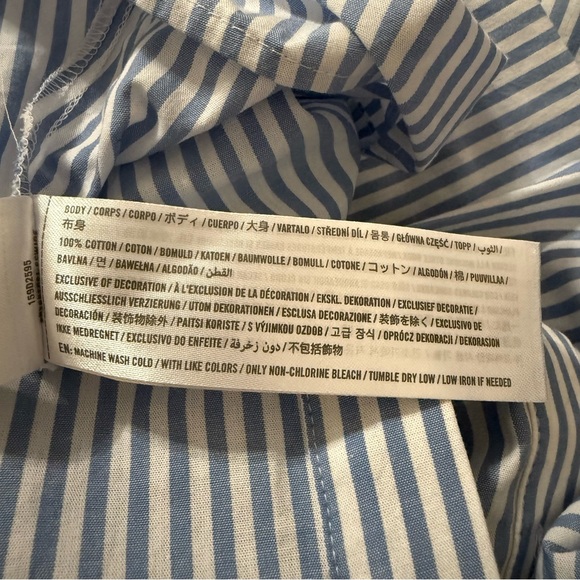 BODY / CORPS / CORPO / ボディ / CUERPO / 大身 / VARTALO / STŘEDNÍ DÍL / 몸통 / GŁÓWNA CZĘŚĆ / TOPP / الثوب /
布身
100% COTTON / COTON / BOMULD / KATOEN / BAUMWOLLE / BOMULL / COTONE / コットン / ALGODÓN / 棉 / PUUVILLAA /
BAVLNA / 면 / BAWEŁNA / ALGODÃO / القطن
EXCLUSIVE OF DECORATION / À L'EXCLUSION DE LA DÉCORATION / EKSKL. DEKORATION / EXCLUSIEF DECORATIE /
AUSSCHLIESSLICH VERZIERUNG / UTOM DEKORATIONEN / ESCLUSA DECORAZIONE / 装飾を除く / EXCLUSIVO DE
DECORACIÓN / 装飾物除外 / PAITSI KORISTE / S VÝJIMKOU OZDOB / 고급 장식 / OPRÓCZ DEKORACJI / DEKORASJON
IKKE MEDREGNET / EXCLUSIVO DO ENFEITE / دون زخرفة / 不包括飾物
EN: MACHINE WASH COLD / WITH LIKE COLORS / ONLY NON-CHLORINE BLEACH / TUMBLE DRY LOW / LOW IRON IF NEEDED
159D2595